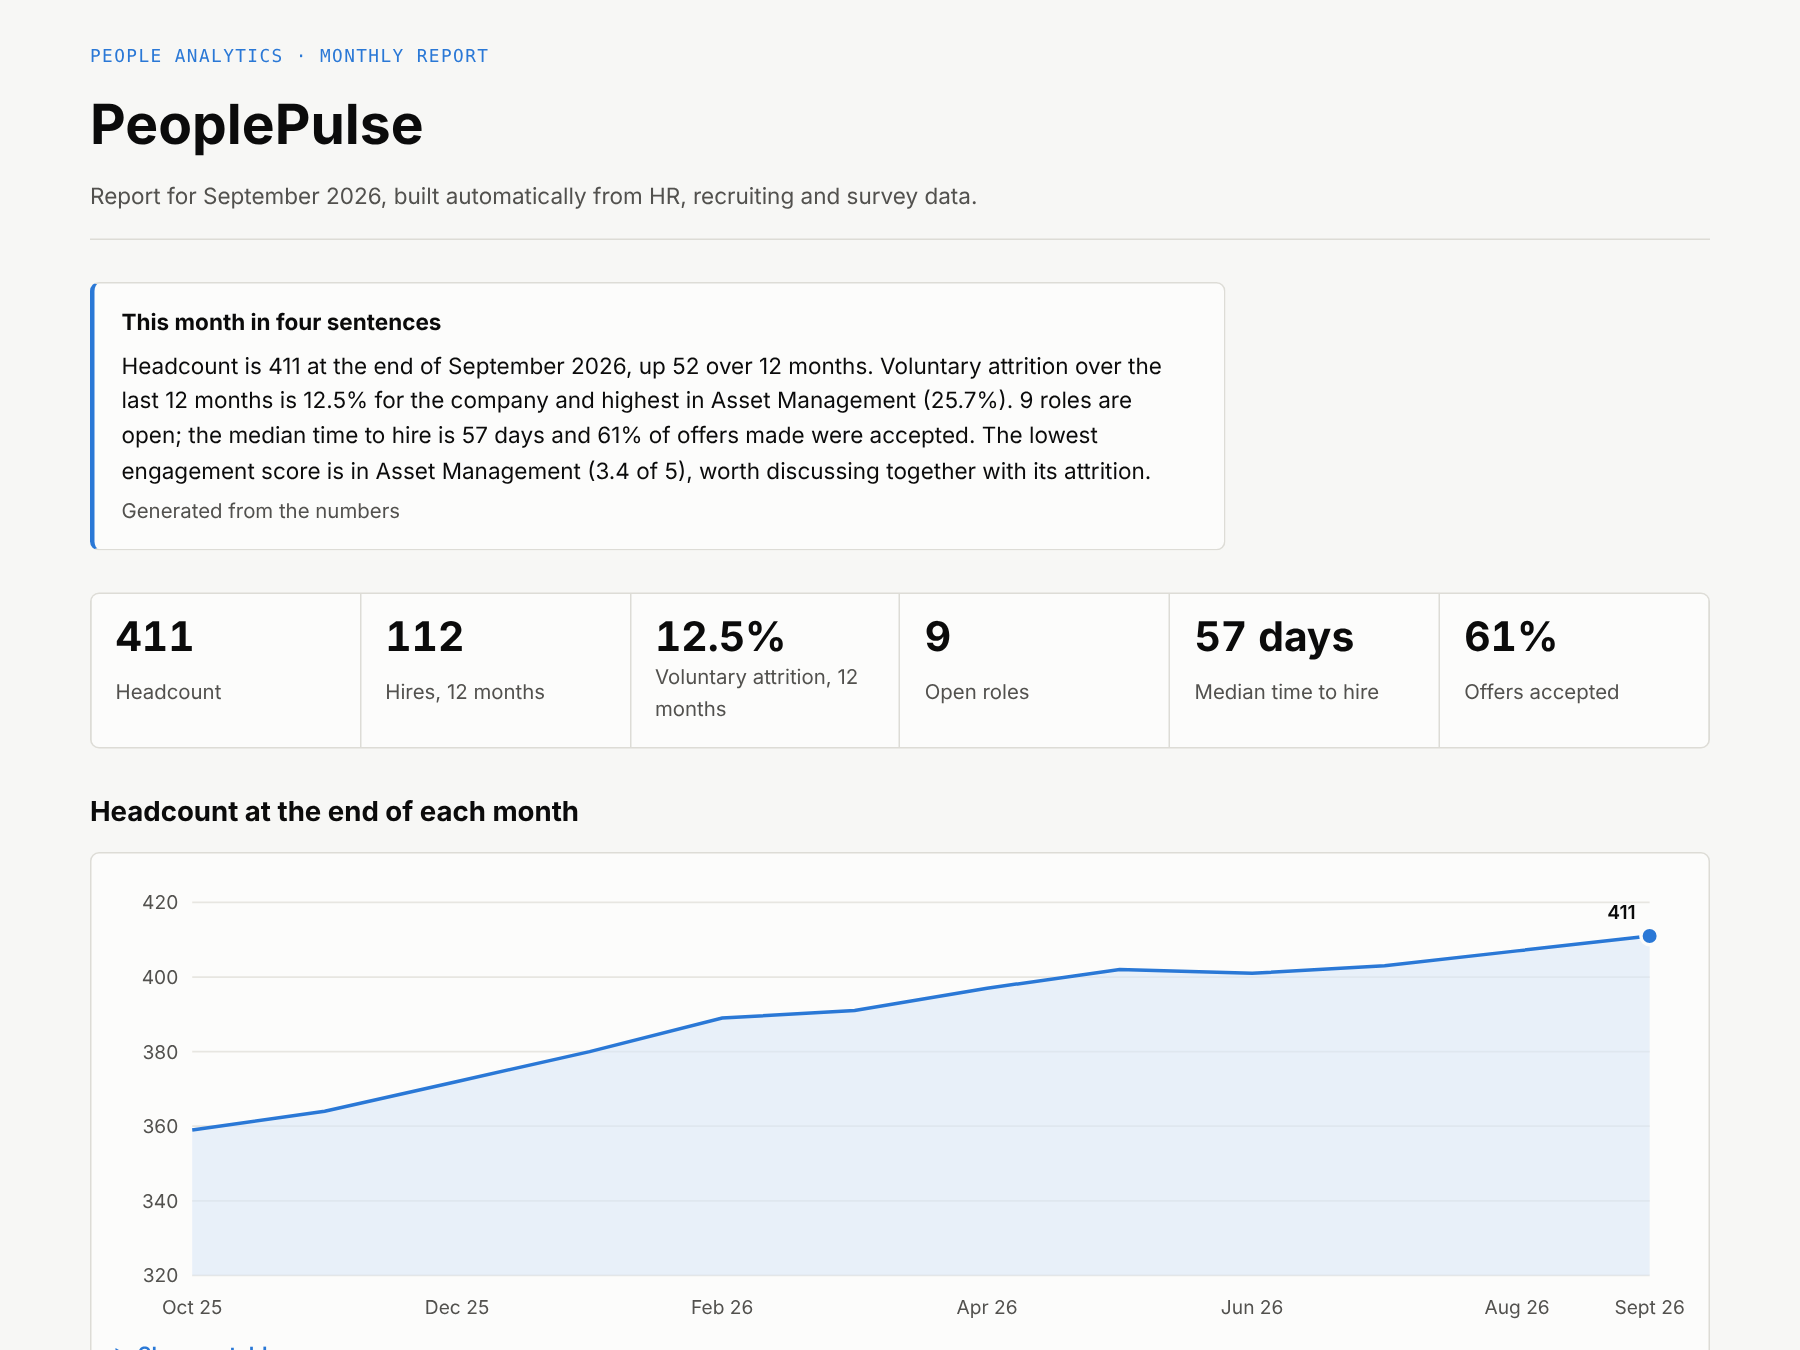 PEOPLE ANALYTICS · MONTHLY REPORT
PeoplePulse
Report for September 2026, built automatically from HR, recruiting and survey data.
This month in four sentences
Headcount is 411 at the end of September 2026, up 52 over 12 months. Voluntary attrition over the
last 12 months is 12.5% for the company and highest in Asset Management (25.7%). 9 roles are
open; the median time to hire is 57 days and 61% of offers made were accepted. The lowest
engagement score is in Asset Management (3.4 of 5), worth discussing together with its attrition.
Generated from the numbers
411
Headcount
112
Hires, 12 months
12.5%
Voluntary attrition, 12
months
9
Open roles
57 days
Median time to hire
61%
Offers accepted
Headcount at the end of each month
420
411
400
380
360
340
320
Oct 25
Dec 25
Feb 26
Apr 26
Jun 26
Aug 26
Sept 26